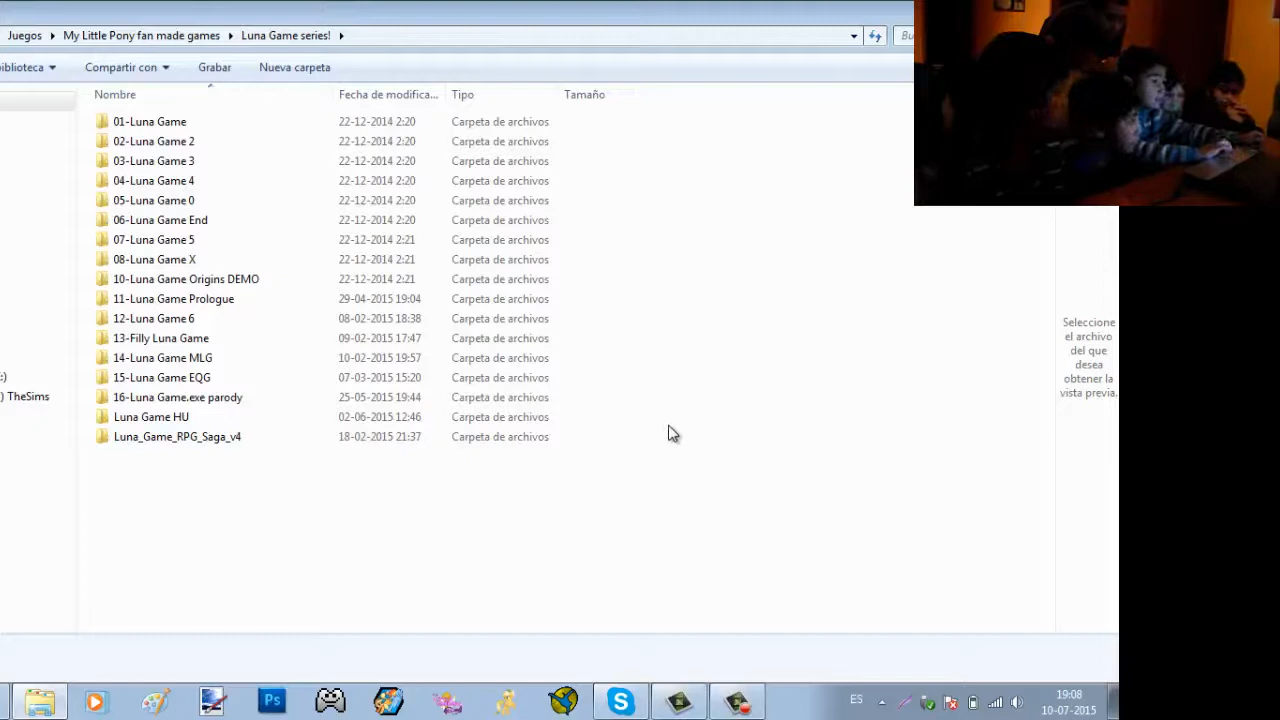 Juegos My Little Pony fan made games Luna Game series!
Compartir con Grabar Nueva carpeta
Nombre Fecha de modifica... Tipo Tamaño
01-Luna Game 22-12-2014 2:20 Carpeta de archivos
02-Luna Game 2 22-12-2014 2:20 Carpeta de archivos
03-Luna Game 3 22-12-2014 2:20 Carpeta de archivos
04-Luna Game 4 22-12-2014 2:20 Carpeta de archivos
05-Luna Game 0 22-12-2014 2:20 Carpeta de archivos
06-Luna Game End 22-12-2014 2:20 Carpeta de archivos
07-Luna Game 5 22-12-2014 2:21 Carpeta de archivos
08-Luna Game X 22-12-2014 2:21 Carpeta de archivos
10-Luna Game Origins DEMO 22-12-2014 2:21 Carpeta de archivos
11-Luna Game Prologue 29-04-2015 19:04 Carpeta de archivos
12-Luna Game 6 08-02-2015 18:38 Carpeta de archivos
13-Filly Luna Game 09-02-2015 17:47 Carpeta de archivos
14-Luna Game MLG 10-02-2015 19:57 Carpeta de archivos
15-Luna Game EQG 07-03-2015 15:20 Carpeta de archivos
16-Luna Game.exe parody 25-05-2015 19:44 Carpeta de archivos
Luna Game HU 02-06-2015 12:46 Carpeta de archivos
Luna_Game_RPG_Saga_v4 18-02-2015 21:37 Carpeta de archivos
:)
) TheSims
Seleccione
el archivo
del que
desea
obtener la
vista previa.
Ps
ES
19:08
10-07-2015